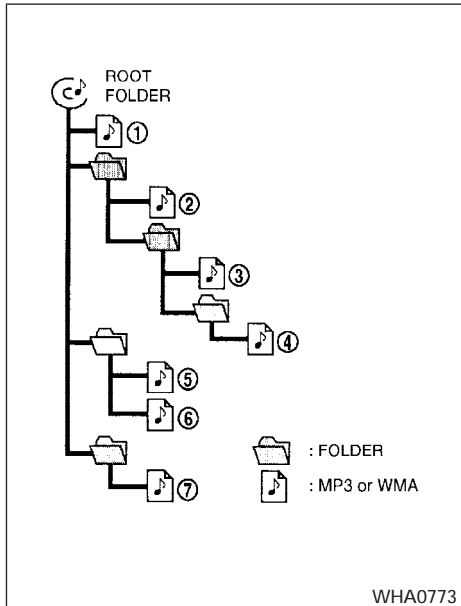 ROOT
FOLDER
①
②
③
④
⑤
⑥
⑦
: FOLDER
: MP3 or WMA
WHA0773